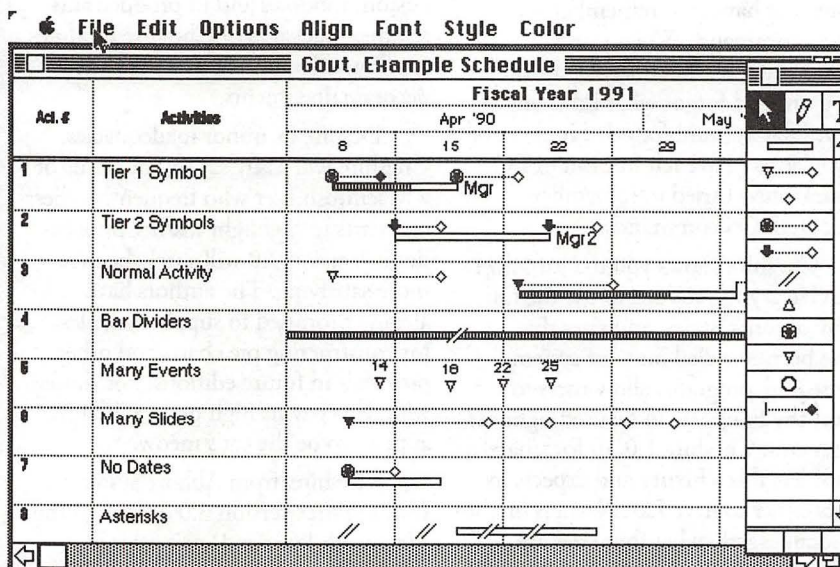 File Edit Options Align Font Style Color
Govt. Example Schedule
Fiscal Year 1991
Act. # Activities Apr '90 May '
8 15 22 29
1 Tier 1 Symbol Mgr
2 Tier 2 Symbols Mgr2
3 Normal Activity
4 Bar Dividers
5 Many Events 14 18 22 25
6 Many Slides
7 No Dates
8 Asterisks